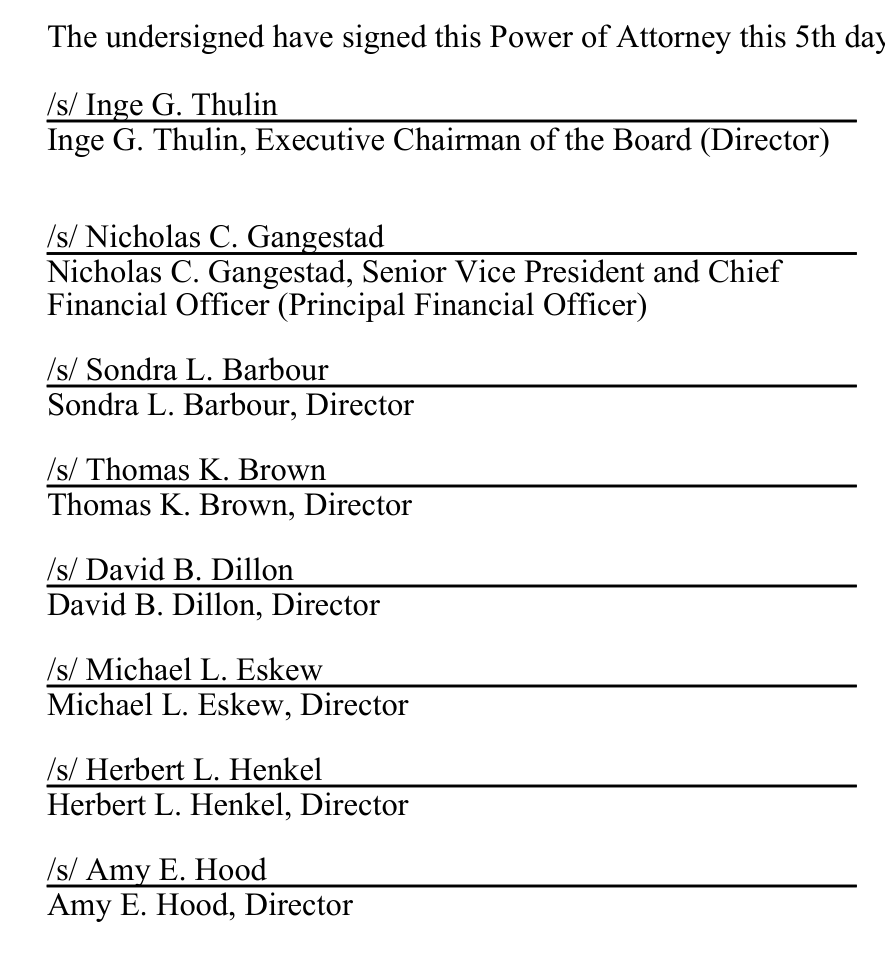 The undersigned have signed this Power of Attorney this 5th day
/s/ Inge G. Thulin
Inge G. Thulin, Executive Chairman of the Board (Director)
/s/ Nicholas C. Gangestad
Nicholas C. Gangestad, Senior Vice President and Chief
Financial Officer (Principal Financial Officer)
/s/ Sondra L. Barbour
Sondra L. Barbour, Director
/s/ Thomas K. Brown
Thomas K. Brown, Director
/s/ David B. Dillon
David B. Dillon, Director
/s/ Michael L. Eskew
Michael L. Eskew, Director
/s/ Herbert L. Henkel
Herbert L. Henkel, Director
/s/ Amy E. Hood
Amy E. Hood, Director